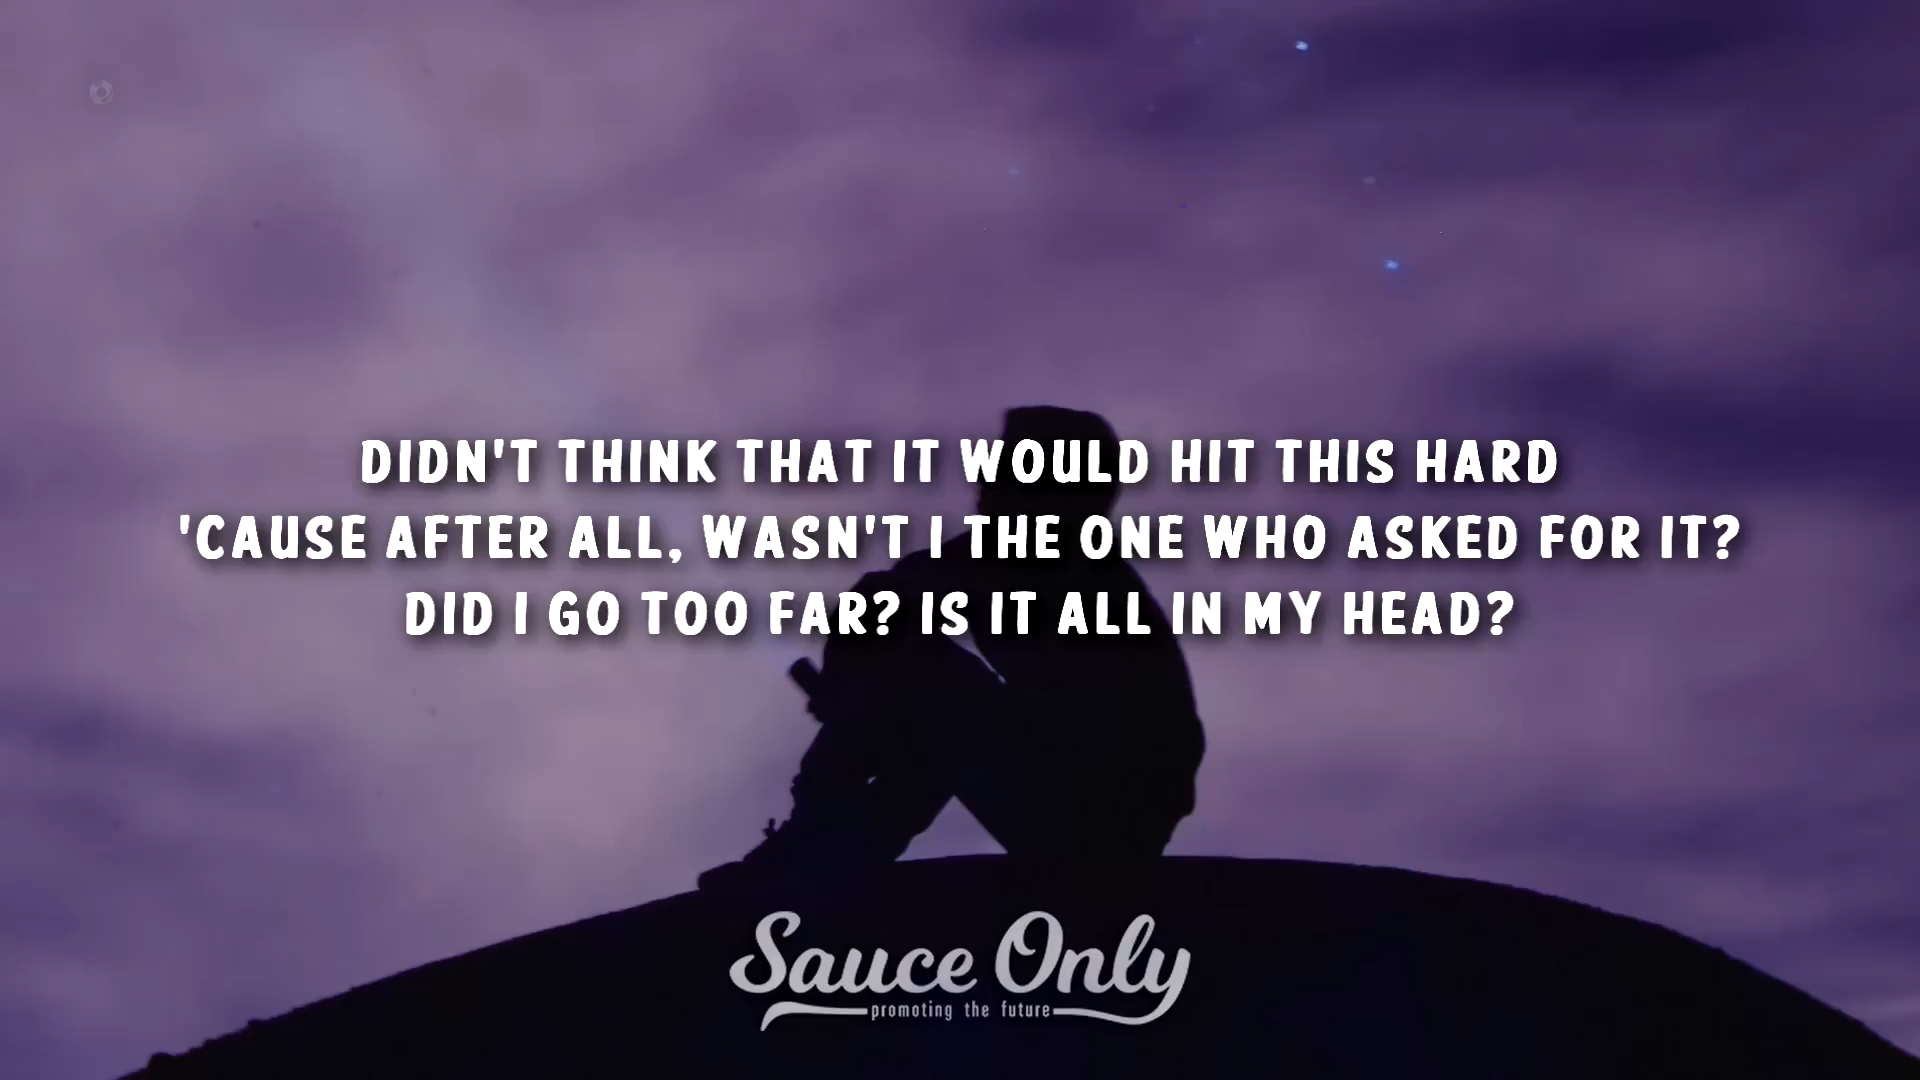 DIDN'T THINK THAT IT WOULD HIT THIS HARD
'CAUSE AFTER ALL, WASN'T I THE ONE WHO ASKED FOR IT?
DID I GO TOO FAR? IS IT ALL IN MY HEAD?
Sauce Only
promoting the future